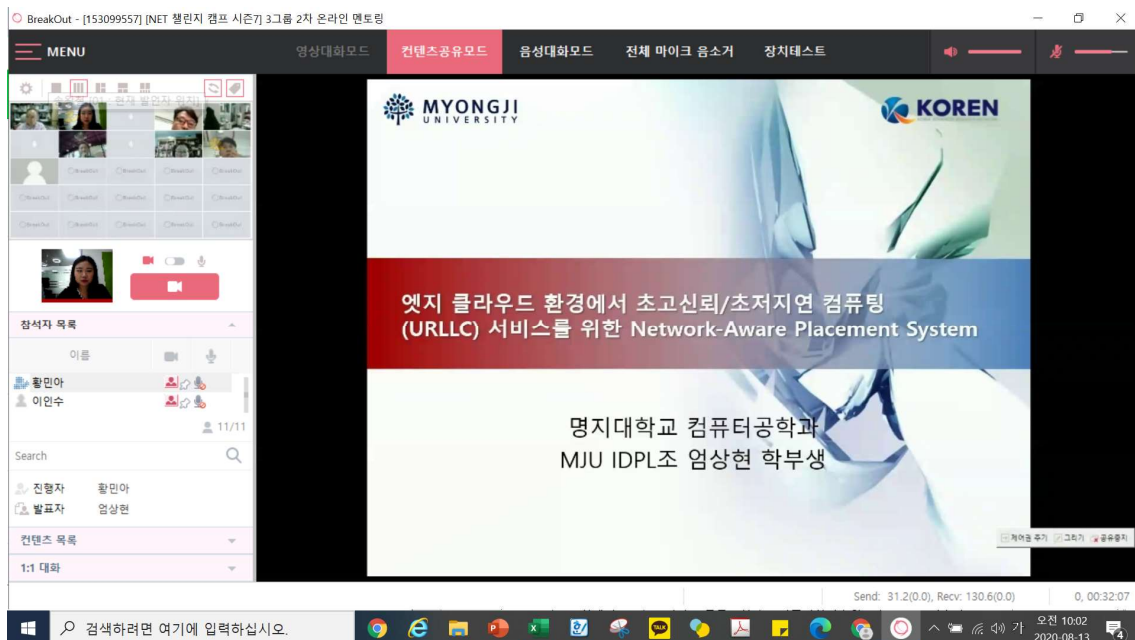 BreakOut - [153099557] [NET 챌린지 캠프 시즌7] 3그룹 2차 온라인 멘토링
MENU
영상대화모드
컨텐츠공유모드
음성대화모드
전체 마이크 음소거
장치테스트
MYONGJI
UNIVERSITY
KOREN
엣지 클라우드 환경에서 초고신뢰/초저지연 컴퓨팅
(URLLC) 서비스를 위한 Network-Aware Placement System
명지대학교 컴퓨터공학과
MJU IDPL조 엄상현 학부생
참석자 목록
이름
황민아
이인수
11/11
Search
진행자 황민아
발표자 엄상현
컨텐츠 목록
1:1 대화
제어권 주기 그리기 공유중지
Send: 31.2(0.0), Recv: 130.6(0.0)
0, 00:32:07
검색하려면 여기에 입력하십시오.
TALK
가
오전 10:02
2020-08-13
4